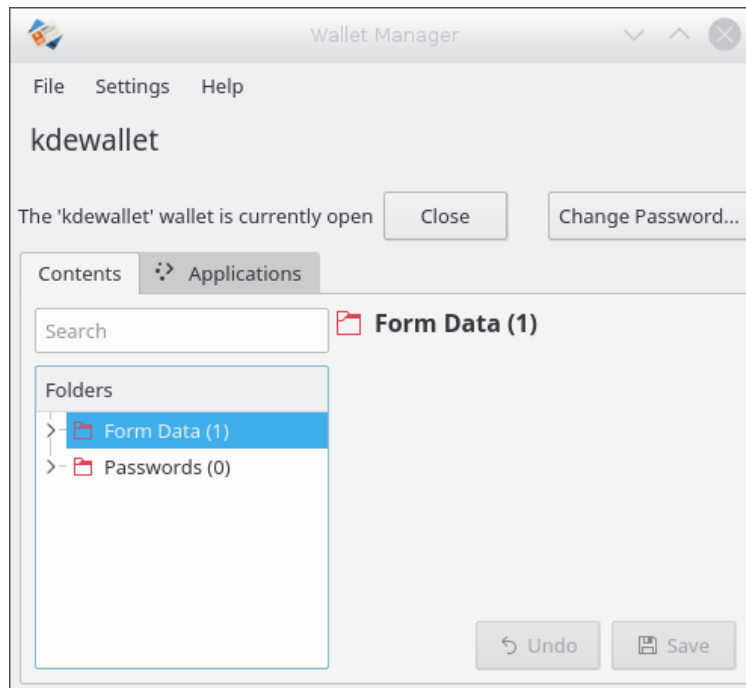 Wallet Manager
File Settings Help
kdewallet
The 'kdewallet' wallet is currently open Close Change Password...
Contents Applications
Search
Form Data (1)
Folders
Form Data (1)
Passwords (0)
Undo Save